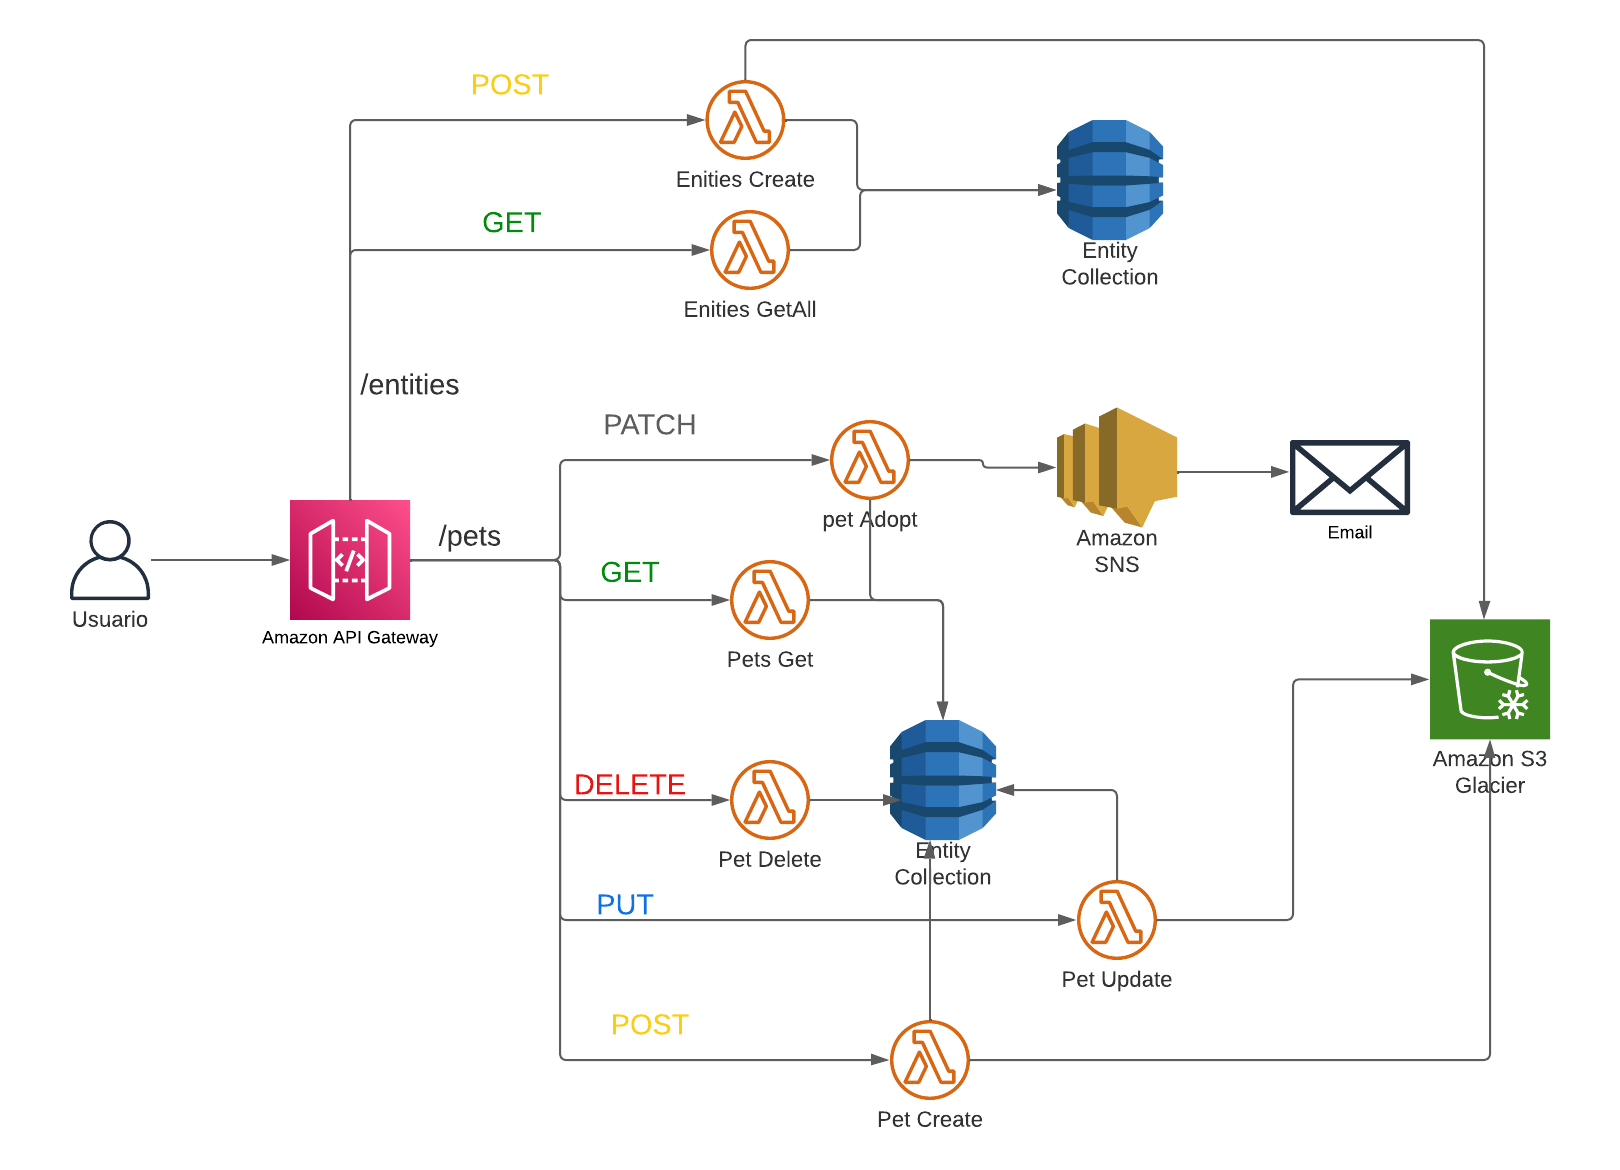 POST
Enities Create
GET
Enities GetAll
Entity
Collection
/entities
PATCH
pet Adopt
Amazon
SNS
Email
/pets
Usuario
Amazon API Gateway
GET
Pets Get
Amazon S3
Glacier
DELETE
Pet Delete
Entity
Collection
PUT
Pet Update
POST
Pet Create